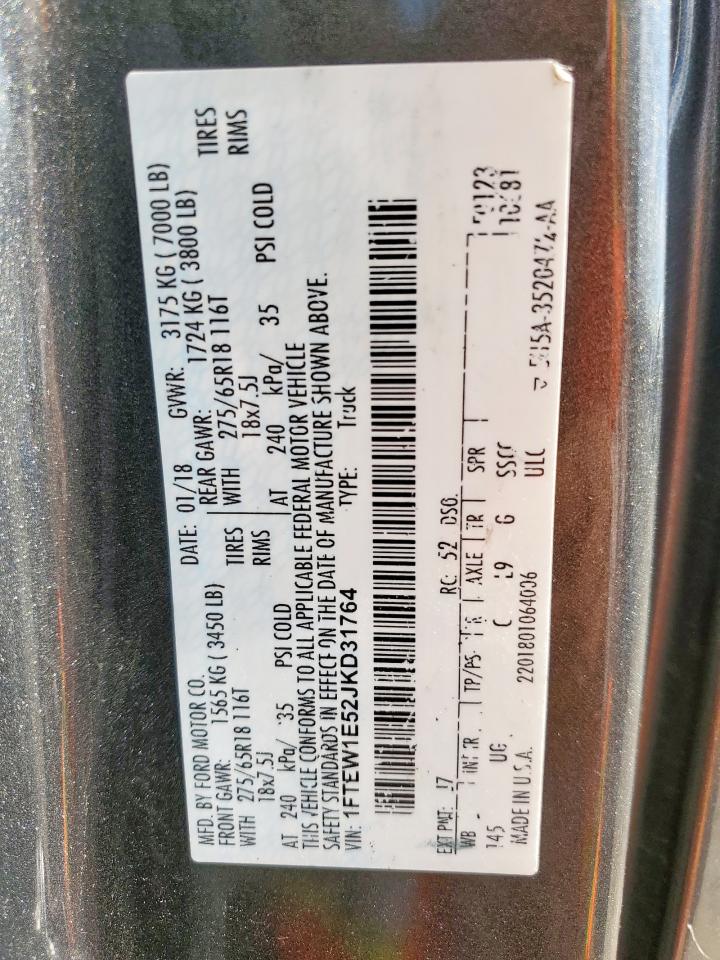 MFD. BY FORD MOTOR CO.
DATE: 01/18 GVWR: 3175 KG ( 7000 LB)
FRONT GAWR: 1565 KG ( 3450 LB) REAR GAWR: 1724 KG ( 3800 LB)
WITH 275/65R18 116T TIRES WITH 275/65R18 116T TIRES
18x7.5J RIMS 18x7.5J RIMS
AT 240 kPa/ 35 PSI COLD AT 240 kPa/ 35 PSI COLD
THIS VEHICLE CONFORMS TO ALL APPLICABLE FEDERAL MOTOR VEHICLE
SAFETY STANDARDS IN EFFECT ON THE DATE OF MANUFACTURE SHOWN ABOVE.
VIN: 1FTEW1E52JKD31764 TYPE: Truck
EXT PNT: RC: 52 DSO:
WB TP/PS AXLE TR SPR
145 UG C G
MADE IN U.S.A. ULC